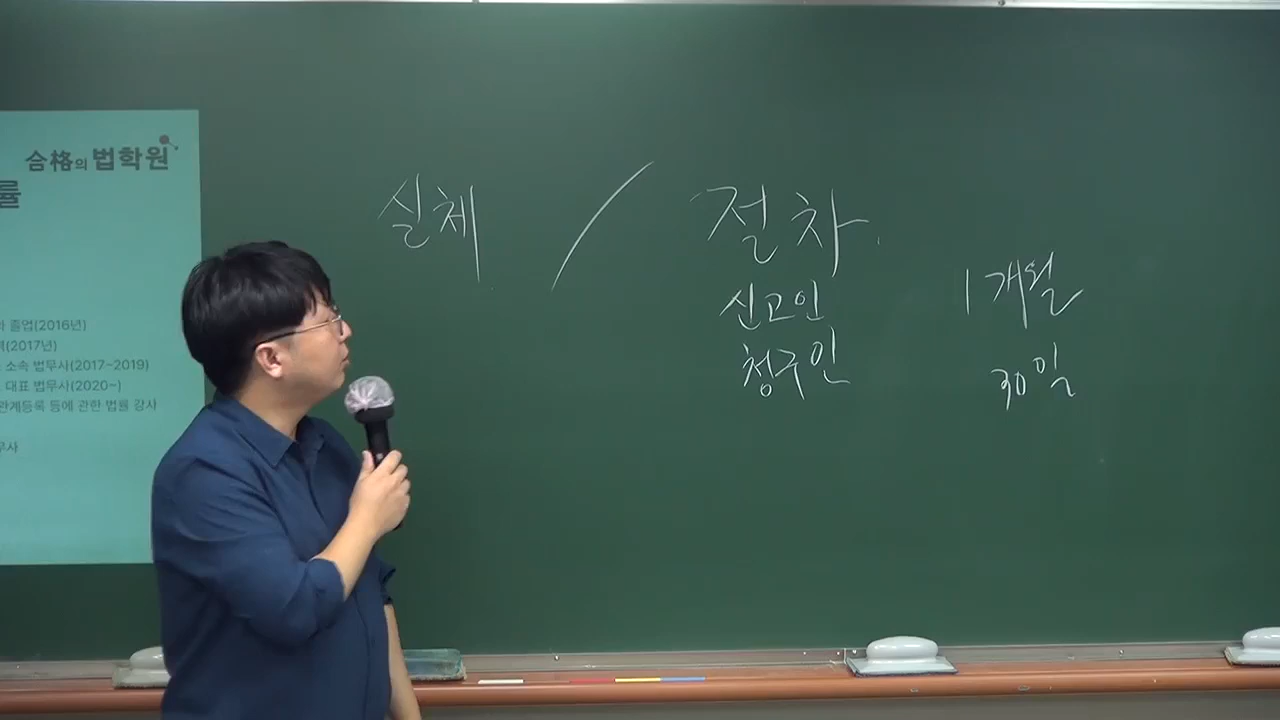 合格의 법학원
률
졸업(2016년)
(2017년)
소속 법무사(2017~2019)
대표 법무사(2020~)
관계등록 등에 관한 법률 강사
무사
실체 / 절차
신고인 1개월
청구인 30일